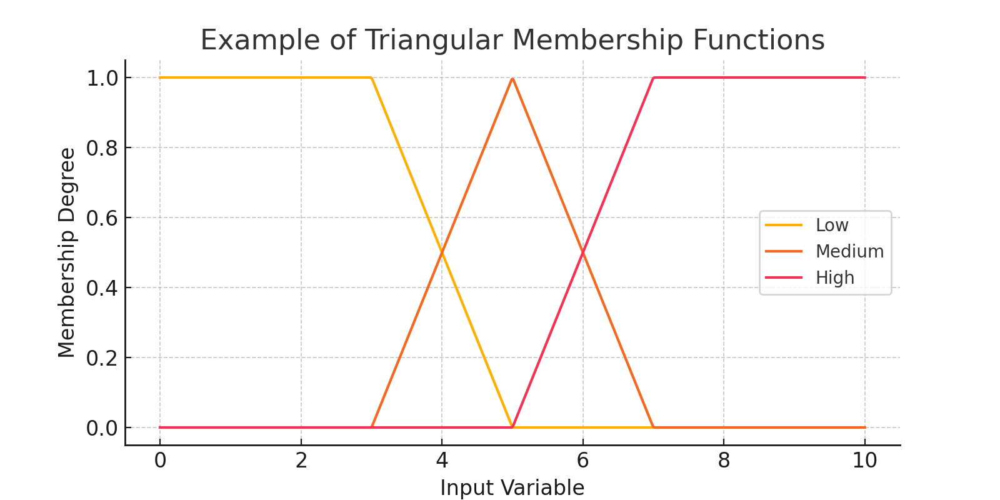 Example of Triangular Membership Functions
1.0
0.8
0.6
0.4
0.2
0.0
Membership Degree
Low
Medium
High
0 2 4 6 8 10
Input Variable